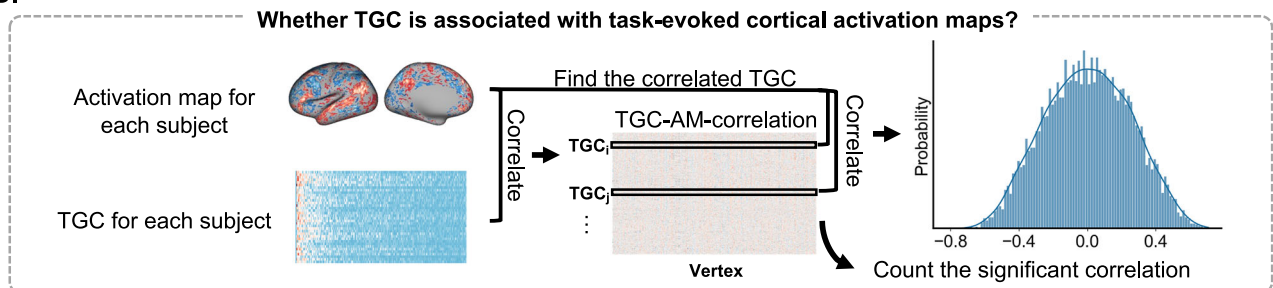 Whether TGC is associated with task-evoked cortical activation maps?
Activation map for
each subject
TGC for each subject
Correlate
Find the correlated TGC
TGC-AM-correlation
TGCi
TGCj
⋮
Vertex
Correlate
Probability
−0.8 −0.4 0.0 0.4
Count the significant correlation